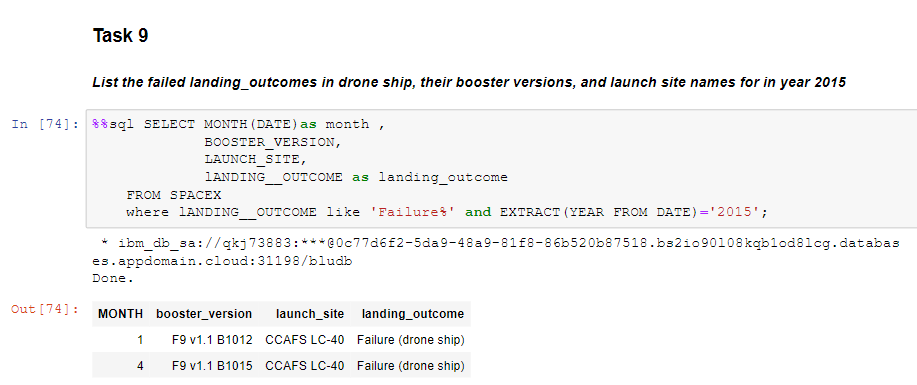 Task 9
List the failed landing_outcomes in drone ship, their booster versions, and launch site names for in year 2015
In [74]: %%sql SELECT MONTH(DATE)as month ,
BOOSTER_VERSION,
LAUNCH_SITE,
lANDING__OUTCOME as landing_outcome
FROM SPACEX
where lANDING__OUTCOME like 'Failure%' and EXTRACT(YEAR FROM DATE)='2015';
* ibm_db_sa://qkj73883:***@0c77d6f2-5da9-48a9-81f8-86b520b87518.bs2io90l08kqb1od8lcg.databas
es.appdomain.cloud:31198/bludb
Done.
Out[74]: MONTH booster_version launch_site landing_outcome
1 F9 v1.1 B1012 CCAFS LC-40 Failure (drone ship)
4 F9 v1.1 B1015 CCAFS LC-40 Failure (drone ship)